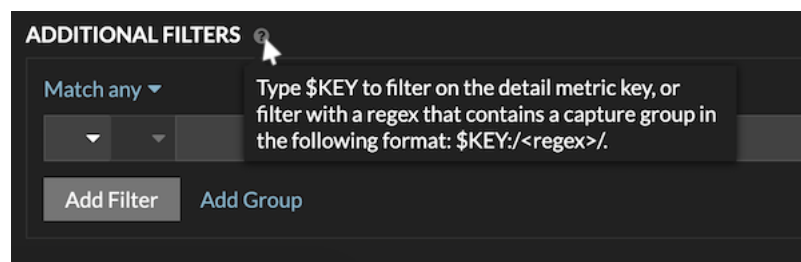 ADDITIONAL FILTERS ?
Match any
Type $KEY to filter on the detail metric key, or
filter with a regex that contains a capture group in
the following format: $KEY:/<regex>/.
Add Filter Add Group